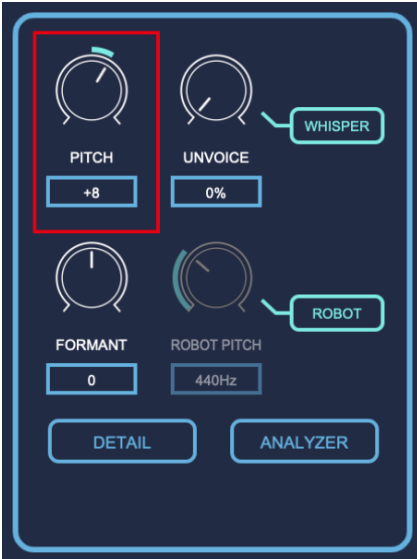 WHISPER
PITCH
UNVOICE
+8
0%
ROBOT
FORMANT
ROBOT PITCH
0
440Hz
DETAIL
ANALYZER